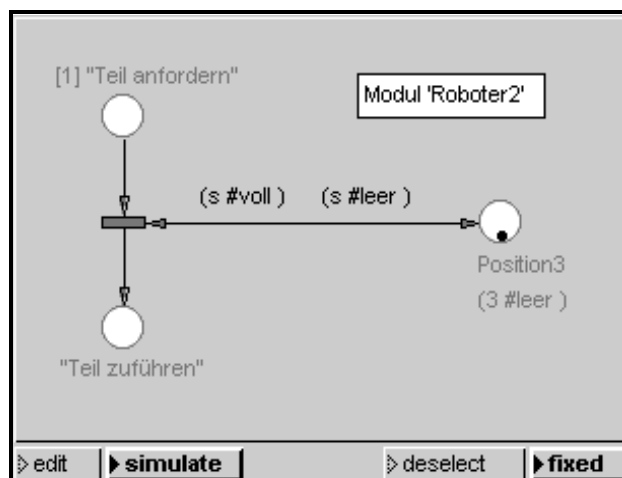 [1] "Teil anfordern"
Modul 'Roboter2'
(s #voll ) (s #leer )
Position3
(3 #leer )
"Teil zuführen"
edit simulate deselect fixed